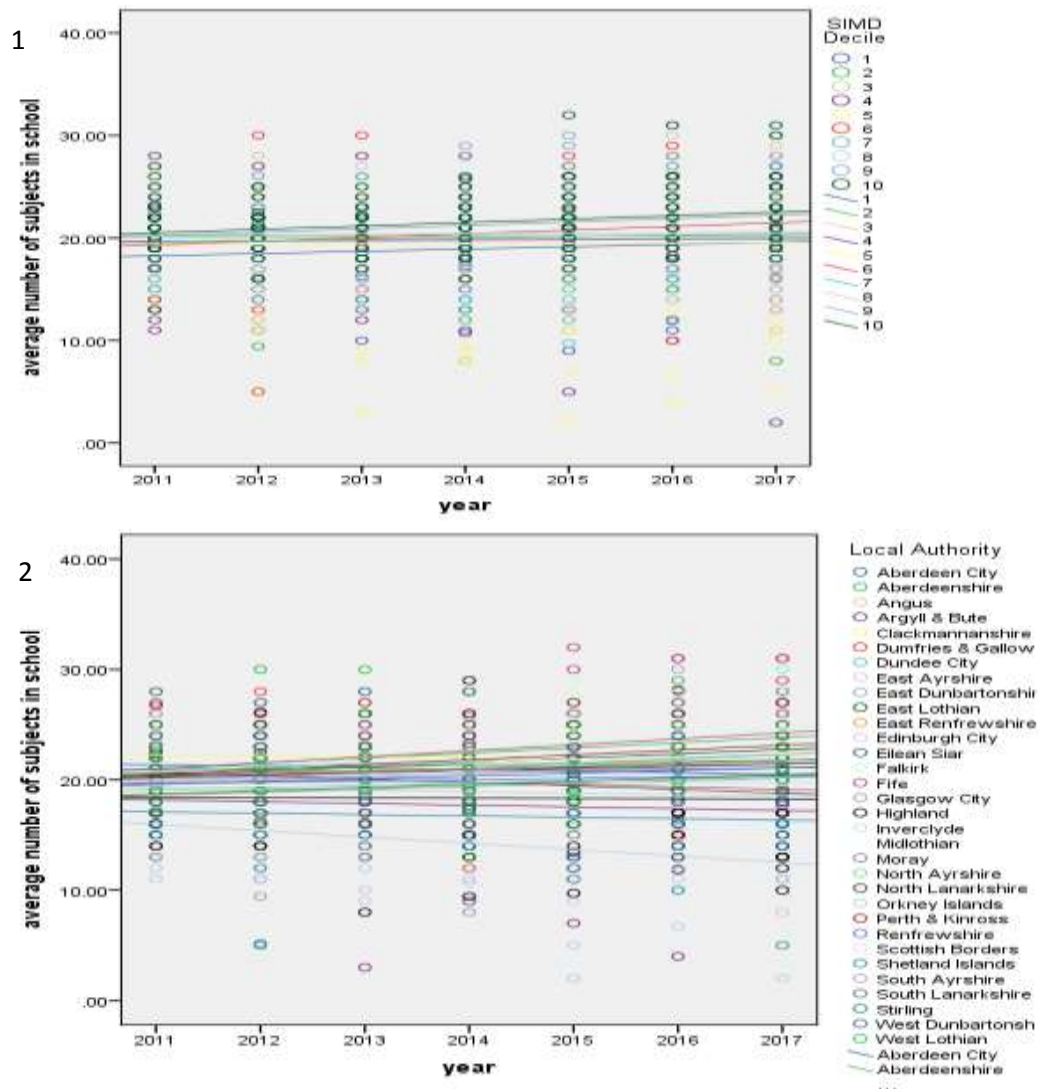 1
40.00
30.00
20.00
10.00
.00
average number of subjects in school
2011 2012 2013 2014 2015 2016 2017
year
SIMD
Decile
1
2
3
4
5
6
7
8
9
10
1
2
3
4
5
6
7
8
9
10
2
40.00
30.00
20.00
10.00
.00
average number of subjects in school
2011 2012 2013 2014 2015 2016 2017
year
Local Authority
Aberdeen City
Aberdeenshire
Angus
Argyll & Bute
Clackmannanshire
Dumfries & Gallow
Dundee City
East Ayrshire
East Dunbartonshir
East Lothian
East Renfrewshire
Edinburgh City
Eilean Siar
Falkirk
Fife
Glasgow City
Highland
Inverclyde
Midlothian
Moray
North Ayrshire
North Lanarkshire
Orkney Islands
Perth & Kinross
Renfrewshire
Scottish Borders
Shetland Islands
South Ayrshire
South Lanarkshire
Stirling
West Dunbartonsh
West Lothian
Aberdeen City
Aberdeenshire